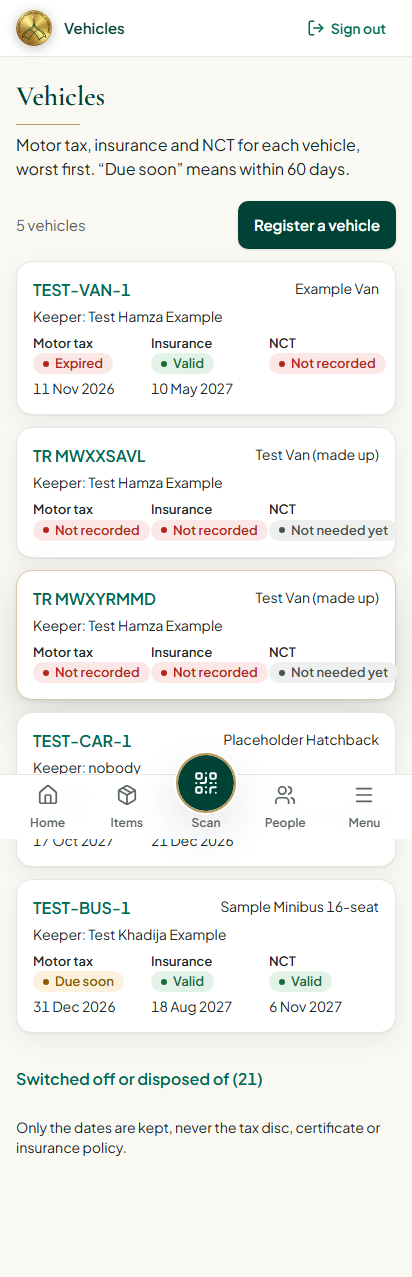 Vehicles
Sign out
Vehicles
Motor tax, insurance and NCT for each vehicle,
worst first. “Due soon” means within 60 days.
5 vehicles
Register a vehicle
TEST-VAN-1
Example Van
Keeper: Test Hamza Example
Motor tax Insurance NCT
Expired Valid Not recorded
11 Nov 2026 10 May 2027
TR MWXXSAVL
Test Van (made up)
Keeper: Test Hamza Example
Motor tax Insurance NCT
Not recorded Not recorded Not needed yet
TR MWXYRMMD
Test Van (made up)
Keeper: Test Hamza Example
Motor tax Insurance NCT
Not recorded Not recorded Not needed yet
TEST-CAR-1
Placeholder Hatchback
Keeper: nobody
Home Items Scan People Menu
17 Oct 2027 21 Dec 2026
TEST-BUS-1
Sample Minibus 16-seat
Keeper: Test Khadija Example
Motor tax Insurance NCT
Due soon Valid Valid
31 Dec 2026 18 Aug 2027 6 Nov 2027
Switched off or disposed of (21)
Only the dates are kept, never the tax disc, certificate or
insurance policy.